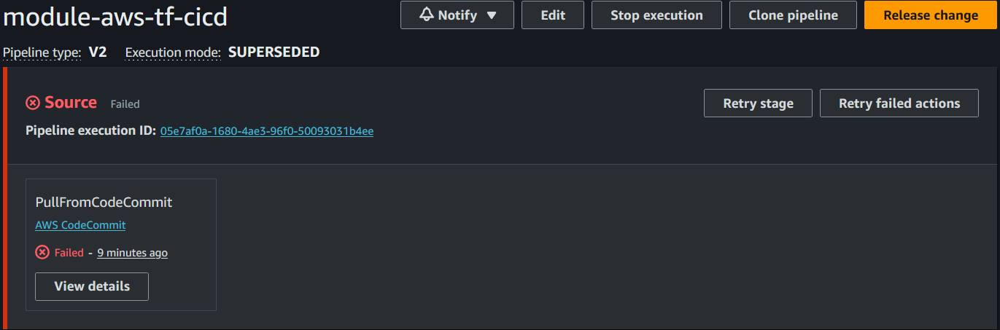 module-aws-tf-cicd
Notify ▼
Edit
Stop execution
Clone pipeline
Release change
Pipeline type: V2 Execution mode: SUPERSEDED
Source Failed
Retry stage
Retry failed actions
Pipeline execution ID: 05e7af0a-1680-4ae3-96f0-50093031b4ee
PullFromCodeCommit
AWS CodeCommit
Failed - 9 minutes ago
View details